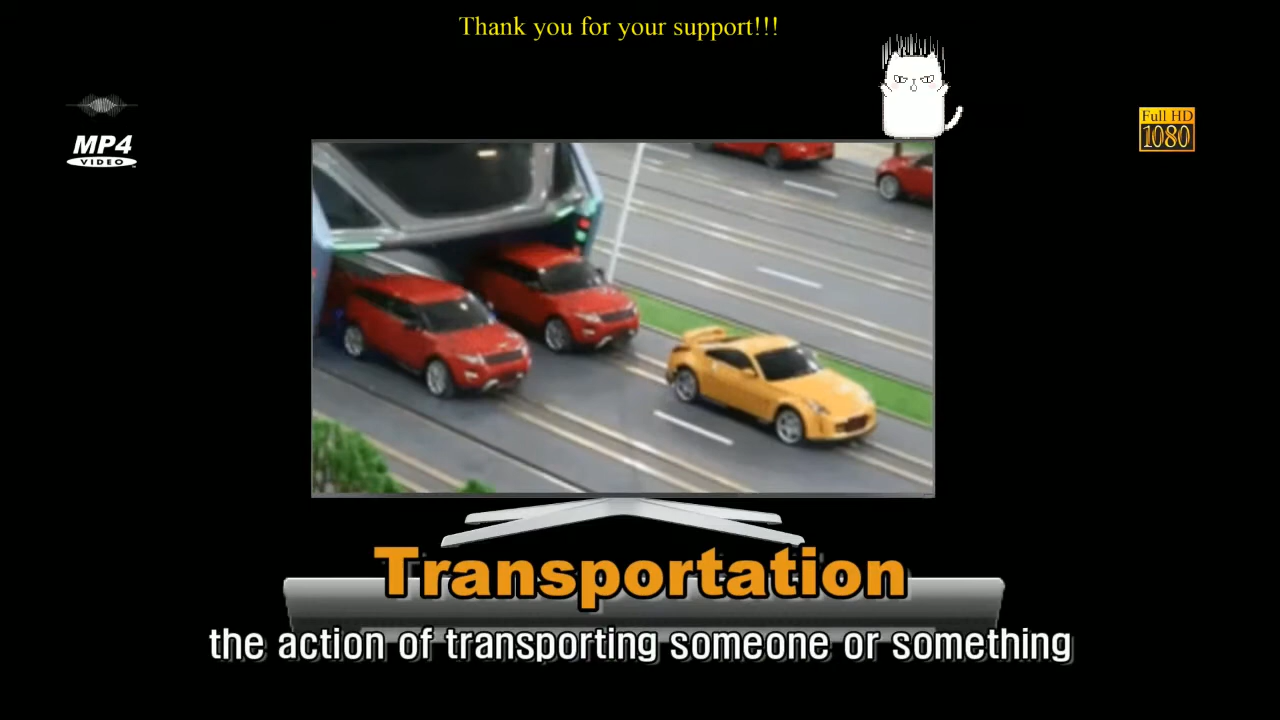 Thank you for your support!!!
MP4
VIDEO
Full HD
1080
Transportation
the action of transporting someone or something